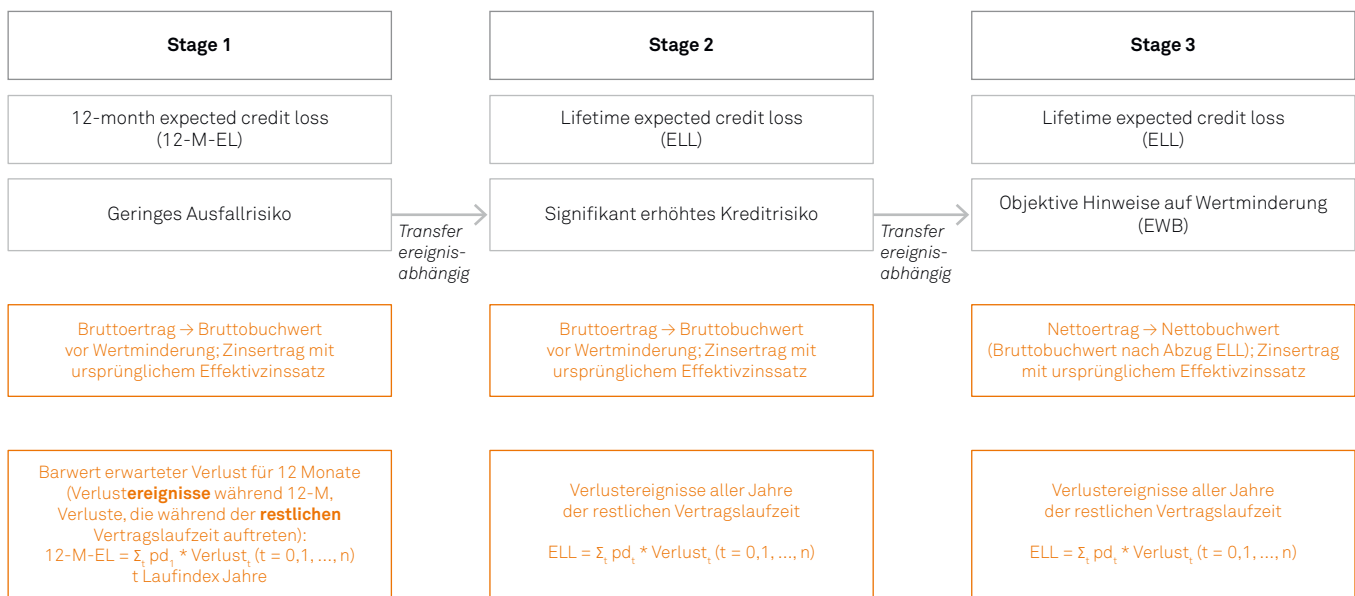 Stage 1
Stage 2
Stage 3
12-month expected credit loss
(12-M-EL)
Lifetime expected credit loss
(ELL)
Lifetime expected credit loss
(ELL)
Geringes Ausfallrisiko
Transfer
ereignis-
abhängig
Signifikant erhöhtes Kreditrisiko
Transfer
ereignis-
abhängig
Objektive Hinweise auf Wertminderung
(EWB)
Bruttoertrag → Bruttobuchwert
vor Wertminderung; Zinsertrag mit
ursprünglichem Effektivzinssatz
Bruttoertrag → Bruttobuchwert
vor Wertminderung; Zinsertrag mit
ursprünglichem Effektivzinssatz
Nettoertrag → Nettobuchwert
(Bruttobuchwert nach Abzug ELL); Zinsertrag
mit ursprünglichem Effektivzinssatz
Barwert erwarteter Verlust für 12 Monate
(Verlustereignisse während 12-M,
Verluste, die während der restlichen
Vertragslaufzeit auftreten):
12-M-EL = Σₜ pd₁ * Verlustₜ (t = 0,1, ..., n)
t Laufindex Jahre
Verlustereignisse aller Jahre
der restlichen Vertragslaufzeit
ELL = Σₜ pdₜ * Verlustₜ (t = 0,1, ..., n)
Verlustereignisse aller Jahre
der restlichen Vertragslaufzeit
ELL = Σₜ pdₜ * Verlustₜ (t = 0,1, ..., n)